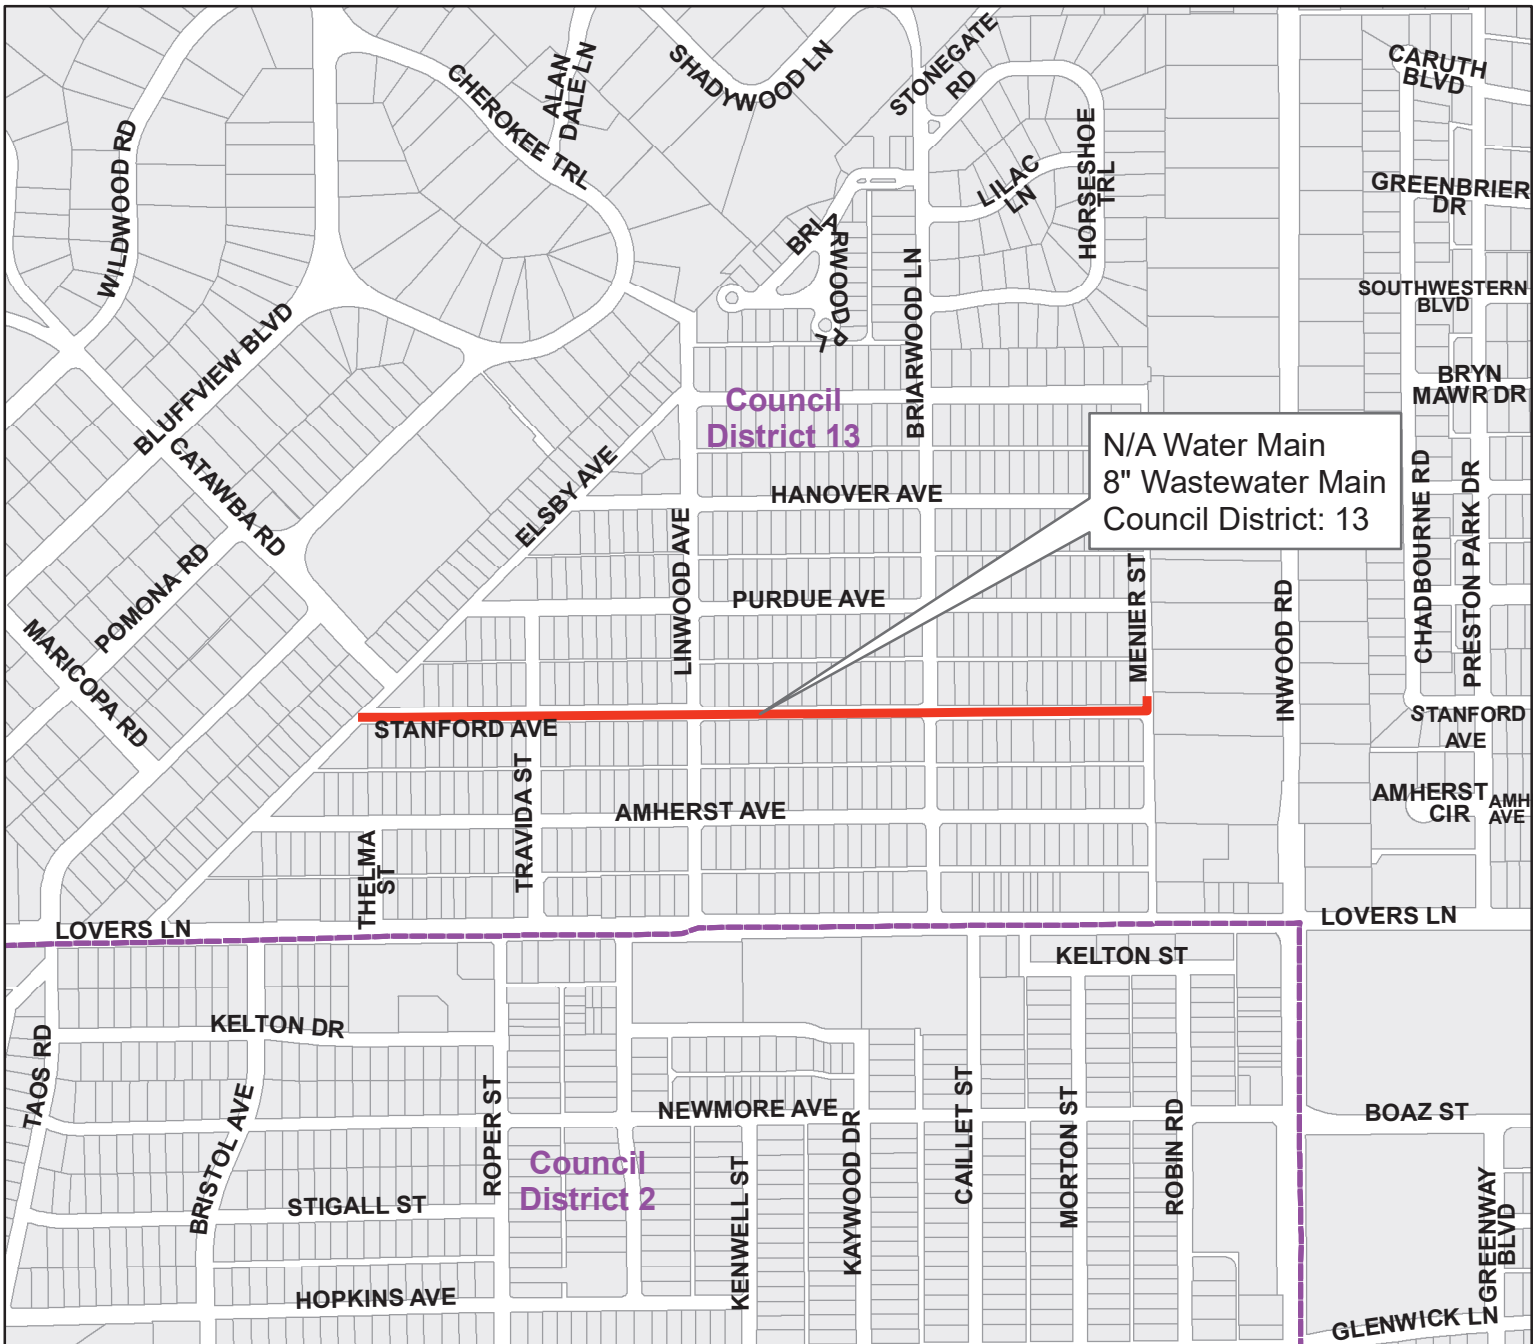 CARUTH
BLVD
ALAN
DALE LN
SHADYWOOD LN
STONEGATE
RD
CHEROKEE TRL
WILDWOOD RD
HORSESHOE
TRL
LILAC
LN
GREENBRIER
DR
BRIARWOOD PL
BRIARWOOD LN
SOUTHWESTERN
BLVD
BLUFFVIEW BLVD
BRYN
MAWR DR
Council
District 13
N/A Water Main
8" Wastewater Main
Council District: 13
CATAWBA RD
ELSBY AVE
HANOVER AVE
LINWOOD AVE
CHADBOURNE RD
PRESTON PARK DR
POMONA RD
PURDUE AVE
MENIER ST
INWOOD RD
MARICOPA RD
STANFORD AVE
STANFORD
AVE
TRAVIDA ST
AMHERST AVE
AMHERST
CIR
AMH
AVE
THELMA
ST
LOVERS LN
LOVERS LN
KELTON ST
KELTON DR
TAOS RD
BRISTOL AVE
ROPER ST
NEWMORE AVE
KAYWOOD DR
CAILLET ST
MORTON ST
ROBIN RD
BOAZ ST
Council
District 2
KENWELL ST
STIGALL ST
GREENWAY
BLVD
HOPKINS AVE
GLENWICK LN